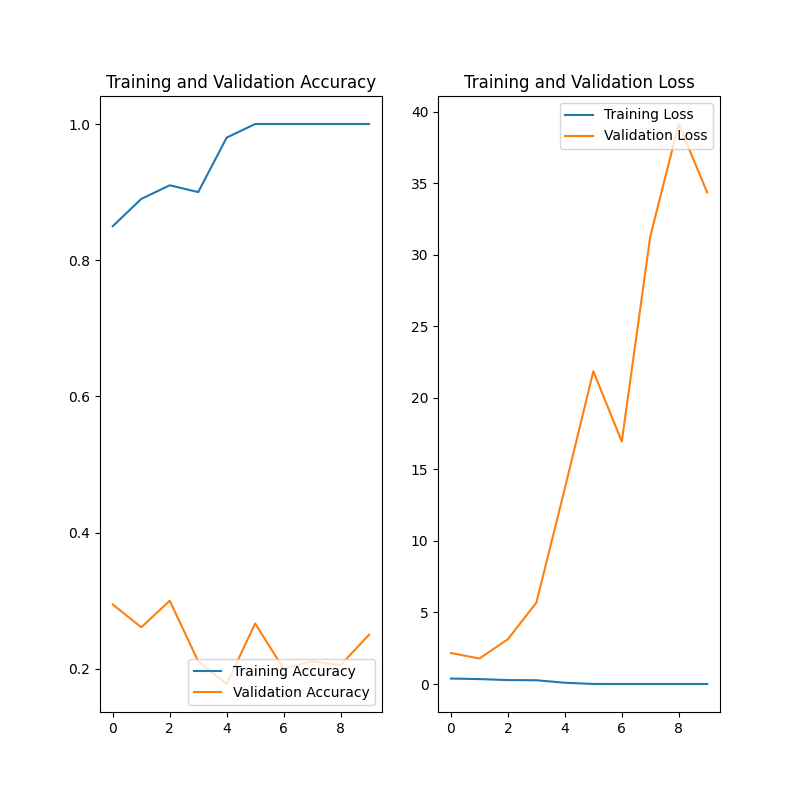 Training and Validation Accuracy
1.0
0.8
0.6
0.4
0.2
0 2 4 6 8
Training Accuracy
Validation Accuracy
Training and Validation Loss
40
35
30
25
20
15
10
5
0
0 2 4 6 8
Training Loss
Validation Loss